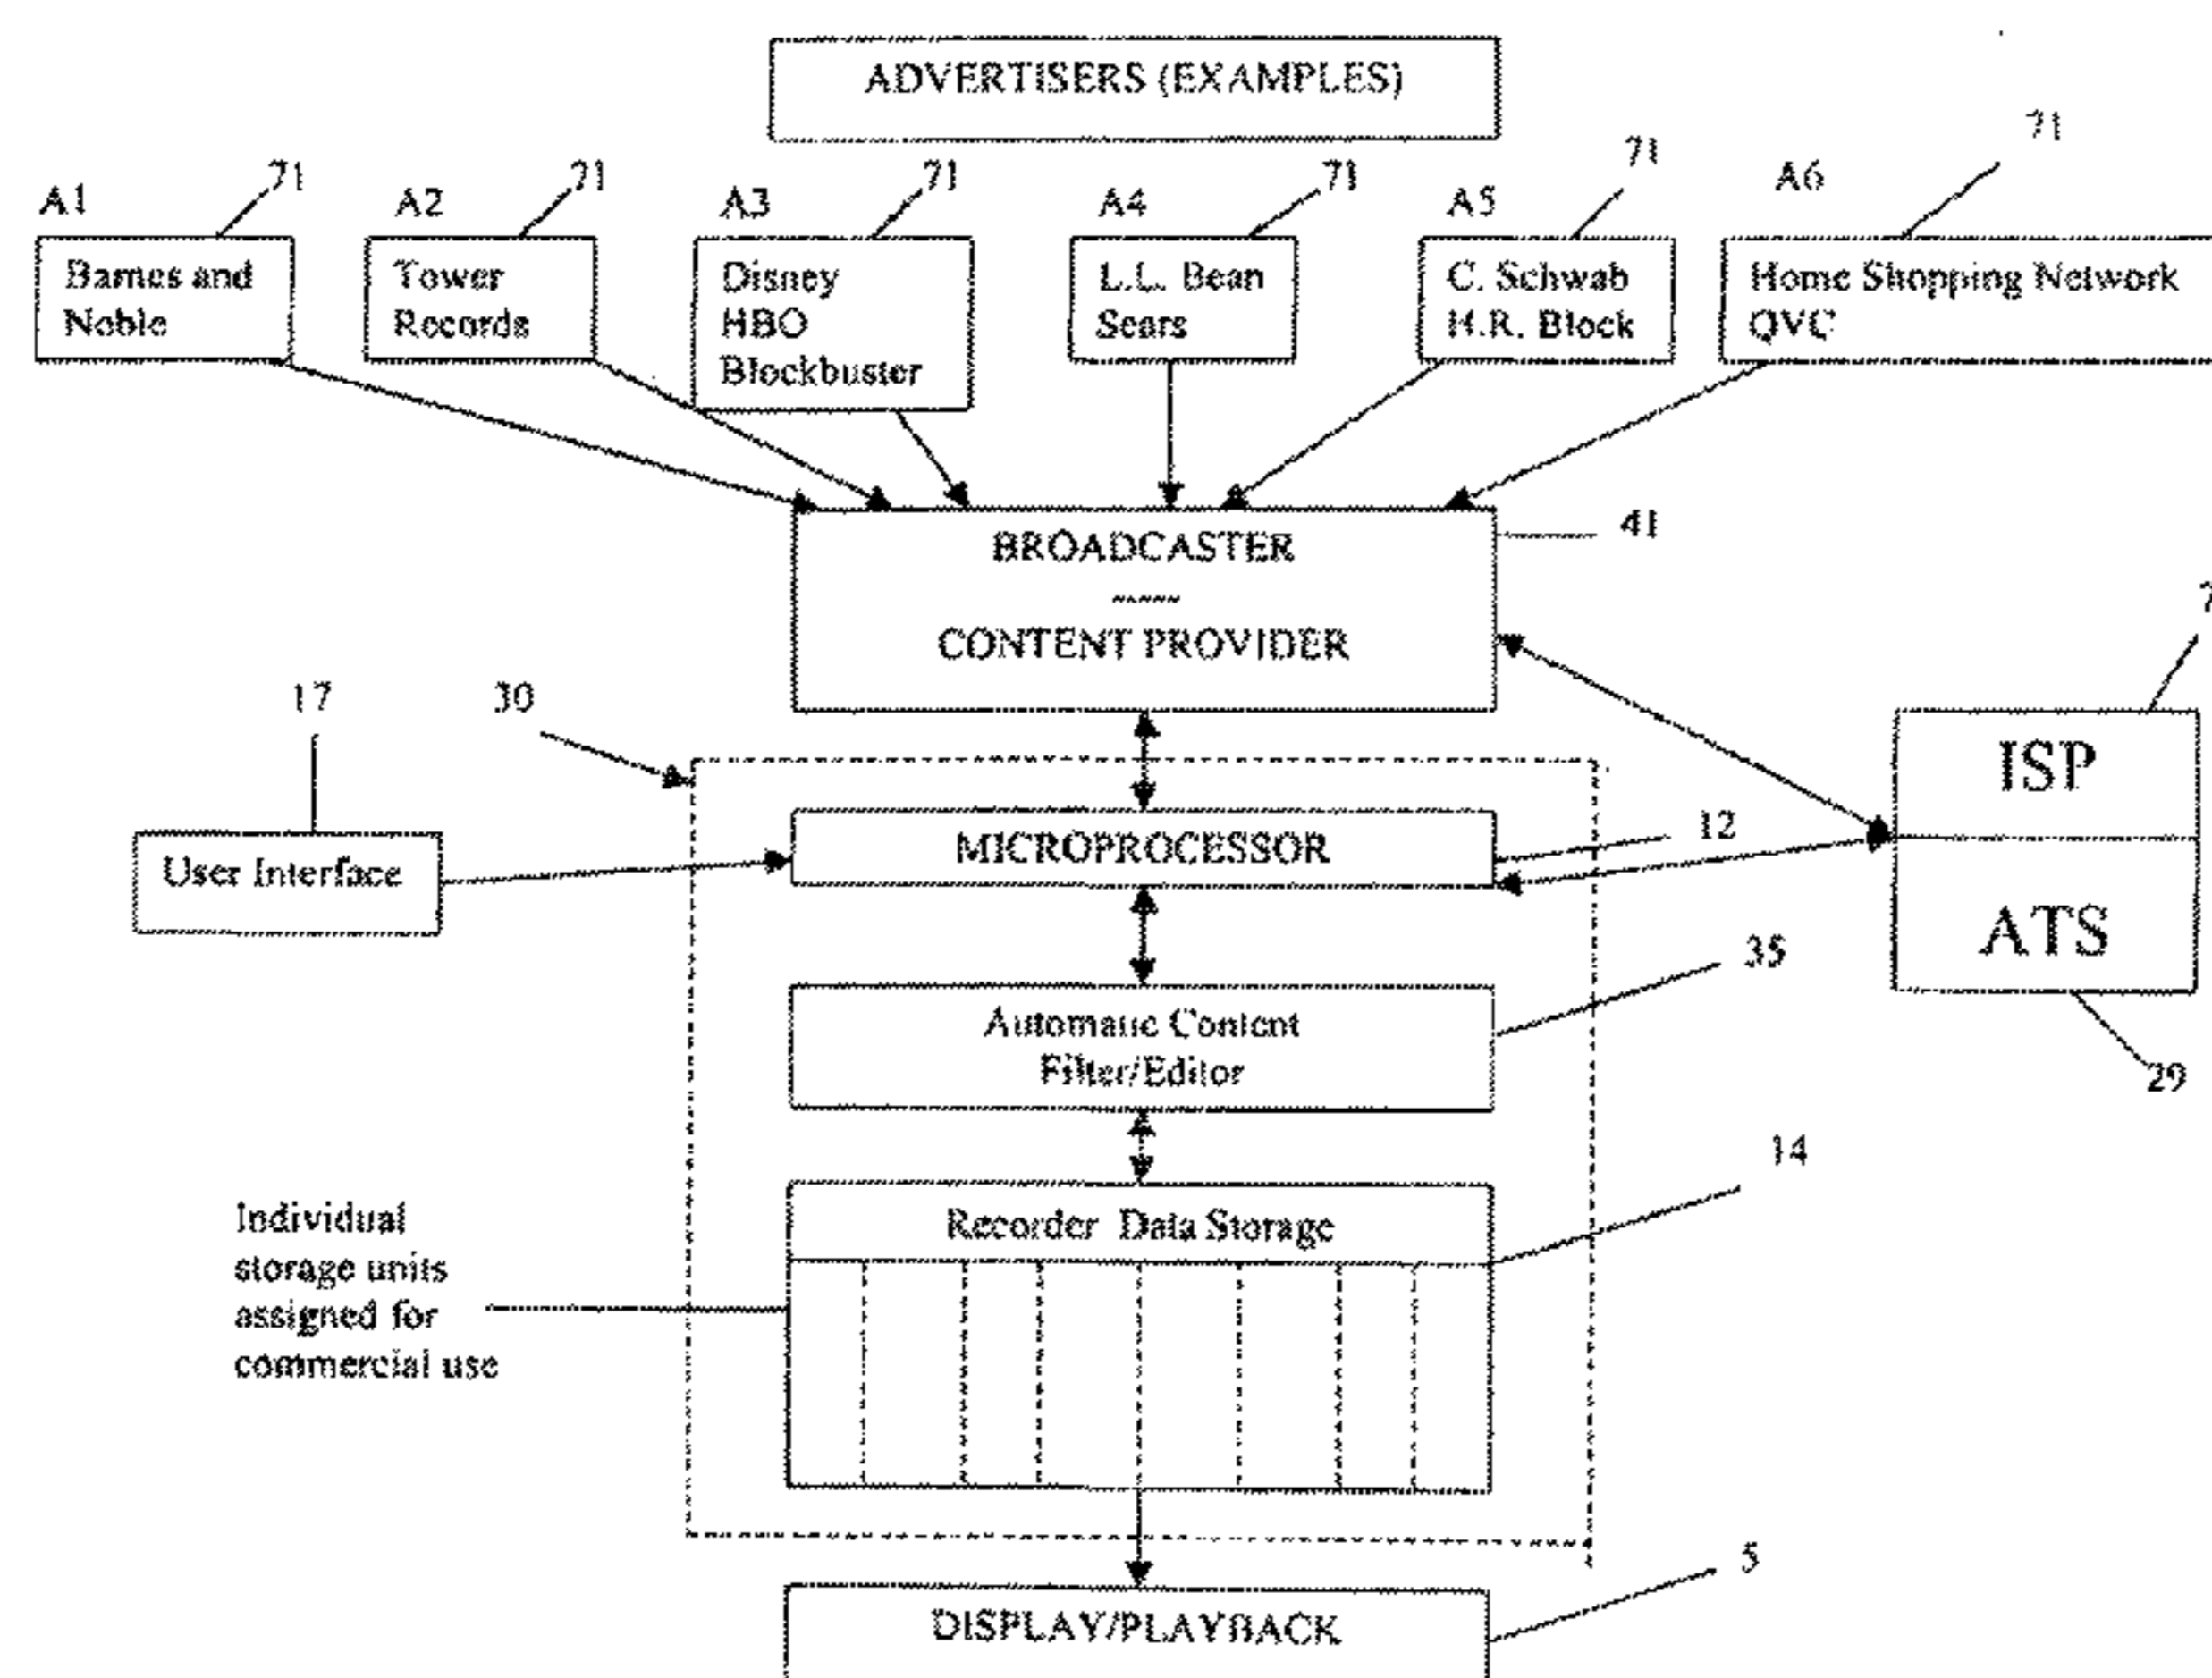 ADVERTISERS (EXAMPLES)
A1
71
A2
71
A3
71
A4
71
A5
71
A6
71
Barnes and
Noble
Tower
Records
Disney
HBO
Blockbuster
L.L. Bean
Sears
C. Schwab
H.R. Block
Home Shopping Network
QVC
BROADCASTER
~~~~~
CONTENT PROVIDER
41
17
30
ISP
User Interface
MICROPROCESSOR
12
ATS
29
Automatic Content
Filter/Editor
35
Individual
storage units
assigned for
commercial use
Recorder Data Storage
14
DISPLAY/PLAYBACK
5